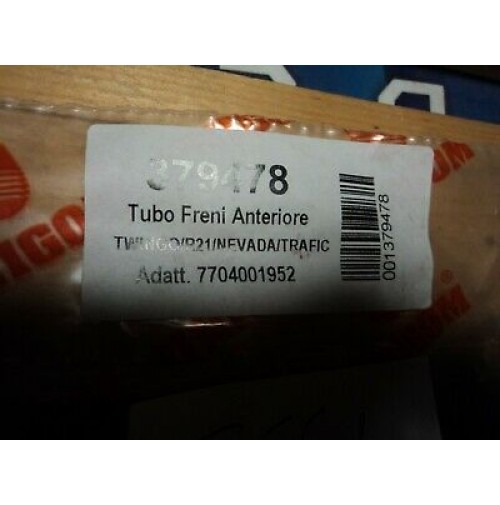 379478
Tubo Freni Anteriore
TWINGO/R21/NEVADA/TRAFIC
Adatt. 7704001952
001379478